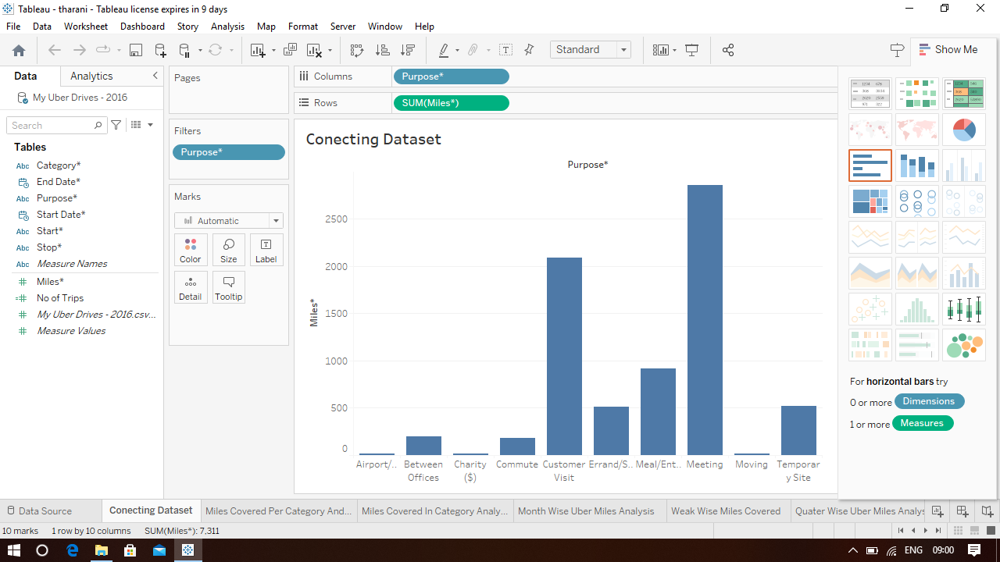 Tableau - tharani - Tableau license expires in 9 days
File Data Worksheet Dashboard Story Analysis Map Format Server Window Help
Standard
Show Me
Data Analytics
My Uber Drives - 2016
Search
Tables
Abc Category*
End Date*
Abc Purpose*
Start Date*
Abc Start*
Abc Stop*
Abc Measure Names
Miles*
No of Trips
My Uber Drives - 2016.csv...
Measure Values
Pages
Filters
Purpose*
Marks
Automatic
Color Size Label
Detail Tooltip
Columns Purpose*
Rows SUM(Miles*)
Conecting Dataset
Purpose*
Miles*
2500
2000
1500
1000
500
0
Airport/.. Between Charity Commute Customer Errand/S.. Meal/Ent.. Meeting Moving Temporar
Offices ($) Visit y Site
For horizontal bars try
0 or more Dimensions
1 or more Measures
Data Source Conecting Dataset Miles Covered Per Category And... Miles Covered In Category Analy... Month Wise Uber Miles Analysis Weak Wise Miles Covered Quater Wise Uber Miles Analys
10 marks 1 row by 10 columns SUM(Miles*): 7,311
ENG 09:00